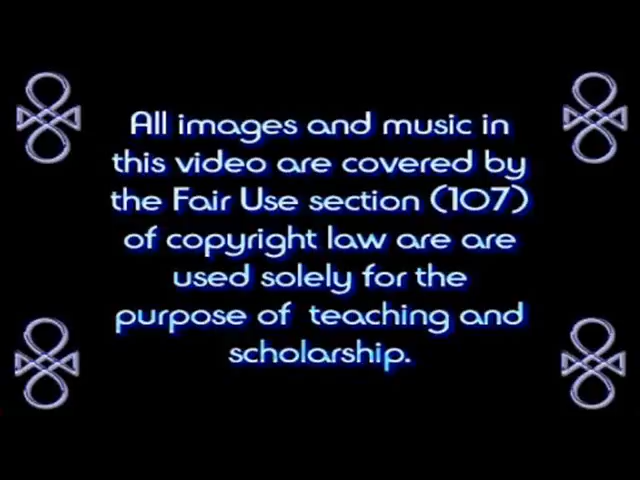 All images and music in
this video are covered by
the Fair Use section (107)
of copyright law are are
used solely for the
purpose of teaching and
scholarship.